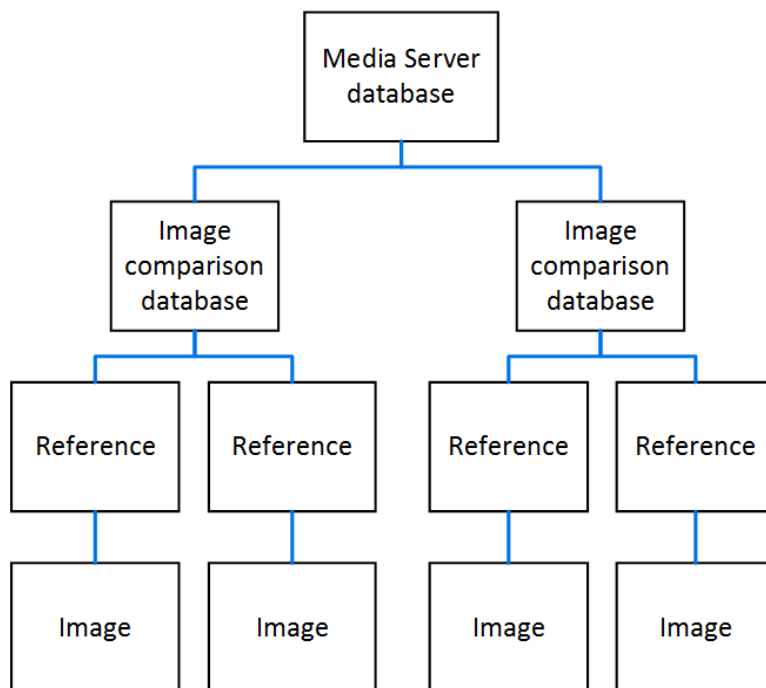 Media Server
database
Image
comparison
database
Image
comparison
database
Reference
Reference
Reference
Reference
Image
Image
Image
Image